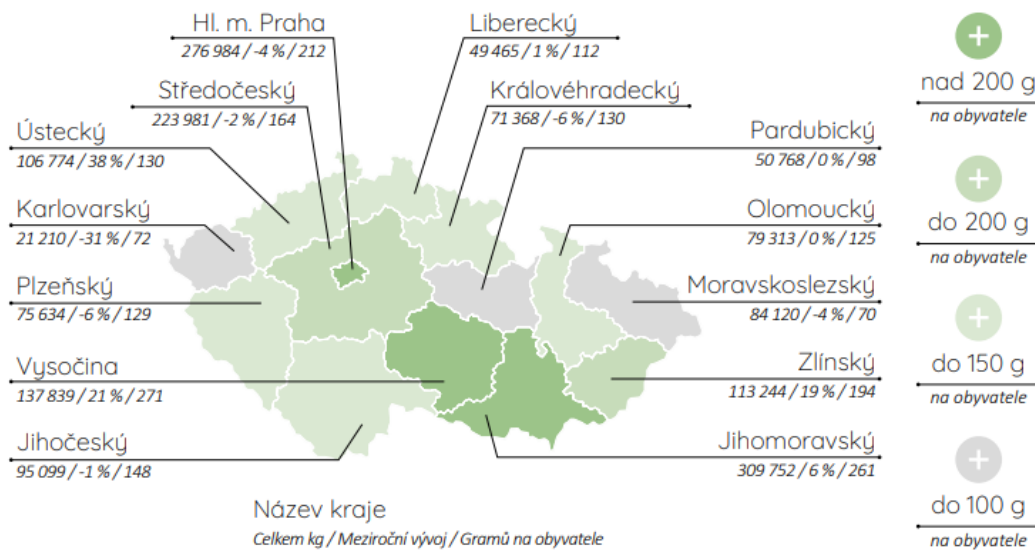 Hl. m. Praha
276 984 / -4 % / 212
Liberecký
49 465 / 1 % / 112
Středočeský
223 981 / -2 % / 164
Královéhradecký
71 368 / -6 % / 130
Ústecký
106 774 / 38 % / 130
Pardubický
50 768 / 0 % / 98
Karlovarský
21 210 / -31 % / 72
Olomoucký
79 313 / 0 % / 125
Plzeňský
75 634 / -6 % / 129
Moravskoslezský
84 120 / -4 % / 70
Vysočina
137 839 / 21 % / 271
Zlínský
113 244 / 19 % / 194
Jihočeský
95 099 / -1 % / 148
Jihomoravský
309 752 / 6 % / 261
Název kraje
Celkem kg / Meziroční vývoj / Gramů na obyvatele
nad 200 g
na obyvatele
do 200 g
na obyvatele
do 150 g
na obyvatele
do 100 g
na obyvatele